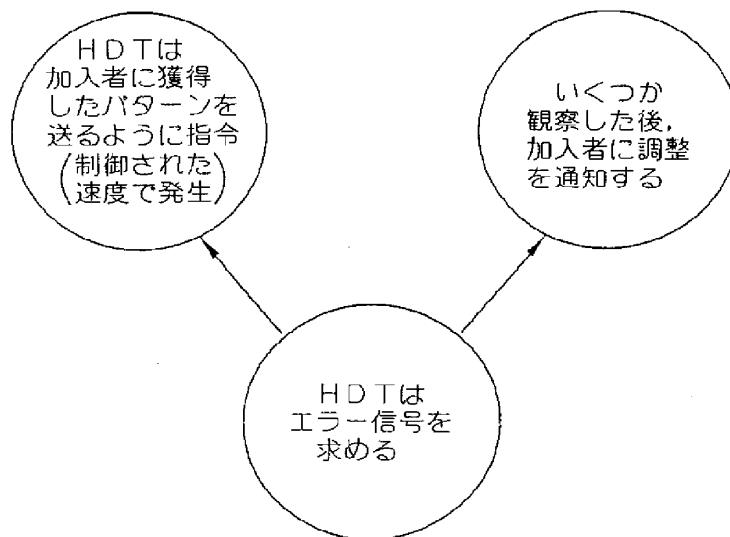 HDTは
加入者に獲得
したパターンを
送るように指令
(制御された
速度で発生)
いくつか
観察した後,
加入者に調整
を通知する
HDTは
エラー信号を
求める